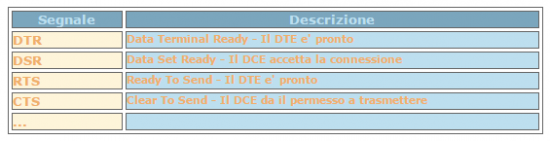 Segnale Descrizione
DTR Data Terminal Ready - Il DTE e' pronto
DSR Data Set Ready - Il DCE accetta la connessione
RTS Ready To Send - Il DTE e' pronto
CTS Clear To Send - Il DCE da il permesso a trasmettere
...